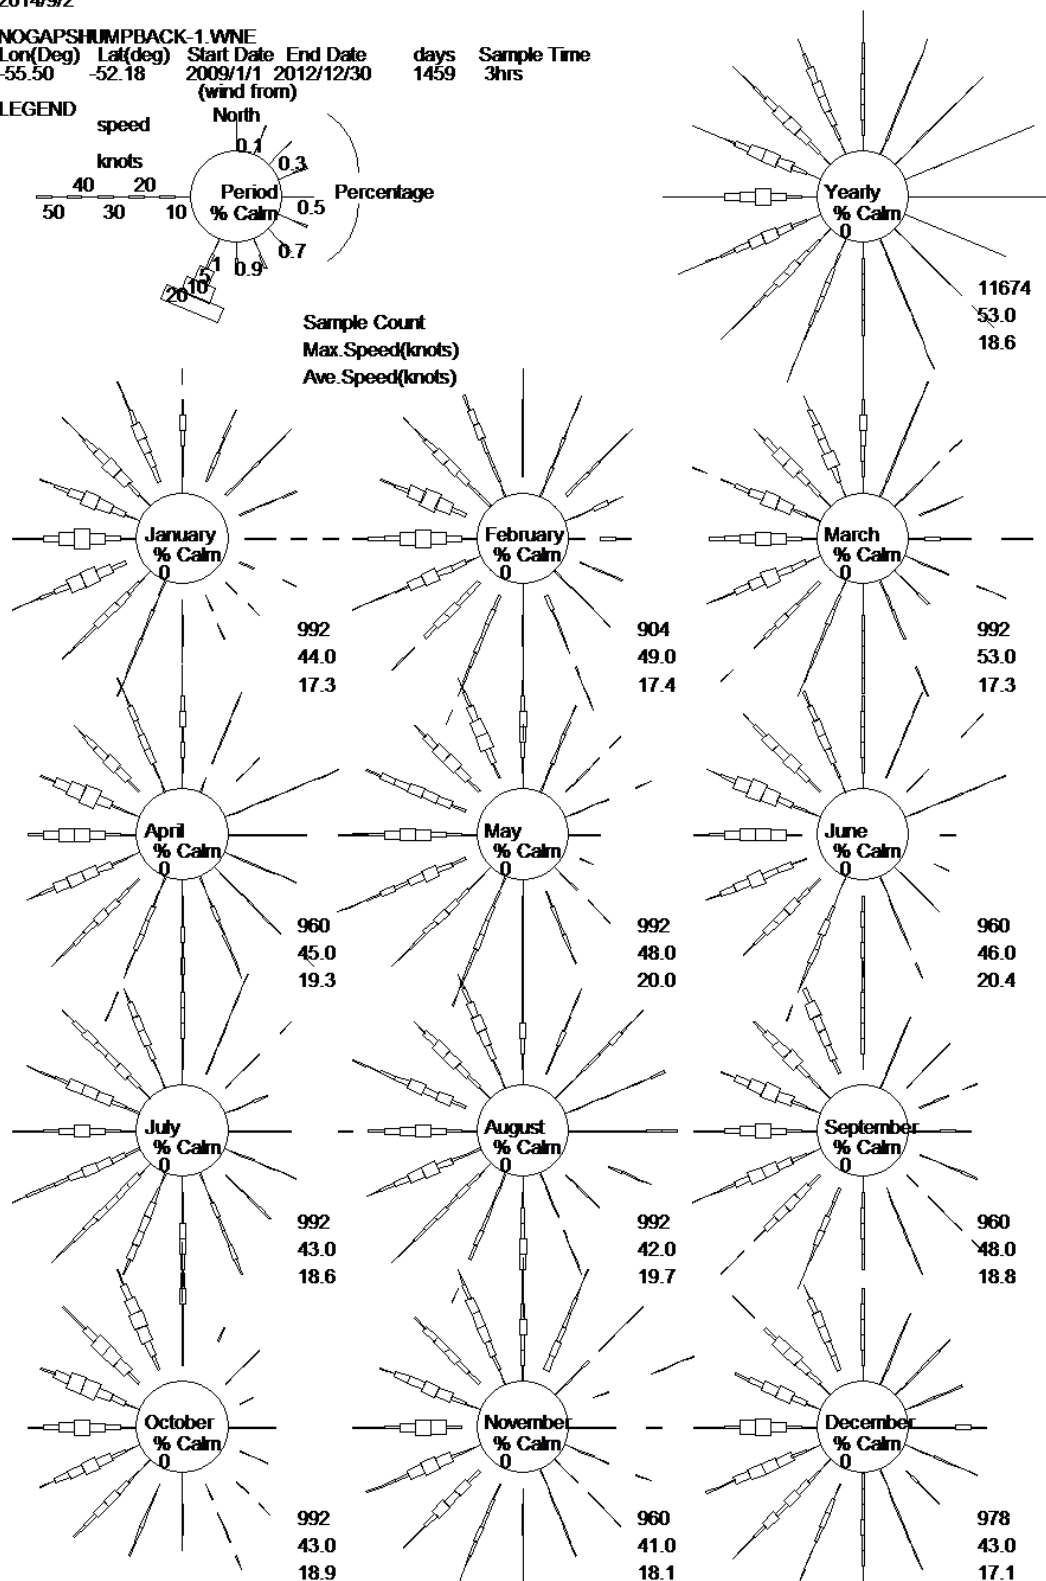 2014/9/2
NOGAPSHUMPBACK-1.WNE
Lon(Deg) Lat(deg) Start Date End Date days Sample Time
-55.50 -52.18 2009/1/1 2012/12/30 1459 3hrs
(wind from)
LEGEND
North
speed
knots
40 20
50 30 10
Period
% Calm
0.1
0.3
0.5
0.7
0.9
1
5
10
20
Percentage
Sample Count
Max.Speed(knots)
Ave.Speed(knots)
Yearly
% Calm
0
11674
53.0
18.6
January
% Calm
0
992
44.0
17.3
February
% Calm
0
904
49.0
17.4
March
% Calm
0
992
53.0
17.3
April
% Calm
0
960
45.0
19.3
May
% Calm
0
992
48.0
20.0
June
% Calm
0
960
46.0
20.4
July
% Calm
0
992
43.0
18.6
August
% Calm
0
992
42.0
19.7
September
% Calm
0
960
48.0
18.8
October
% Calm
0
992
43.0
18.9
November
% Calm
0
960
41.0
18.1
December
% Calm
0
978
43.0
17.1